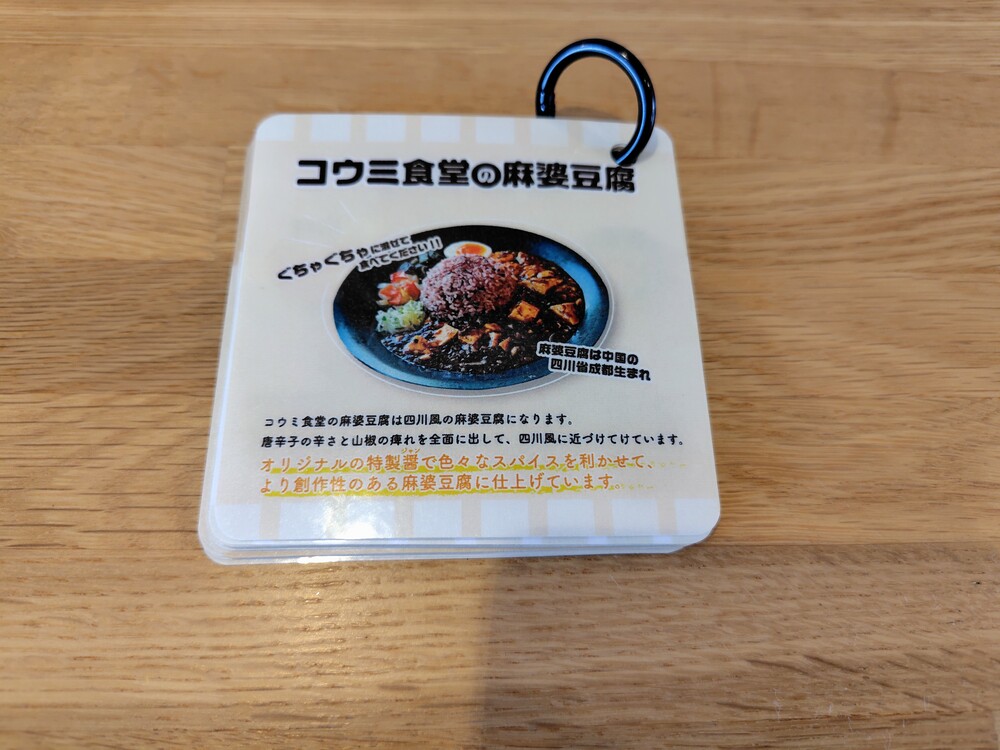 コウミ食堂の麻婆豆腐
ぐちゃぐちゃに混ぜて
食べてください!!
麻婆豆腐は中国の
四川省成都生まれ
コウミ食堂の麻婆豆腐は四川風の麻婆豆腐になります。
唐辛子の辛さと山椒の痺れを全面に出して、四川風に近づけてけています。
ジャン
オリジナルの特製醤で色々なスパイスを利かせて、
より創作性のある麻婆豆腐に仕上げています。